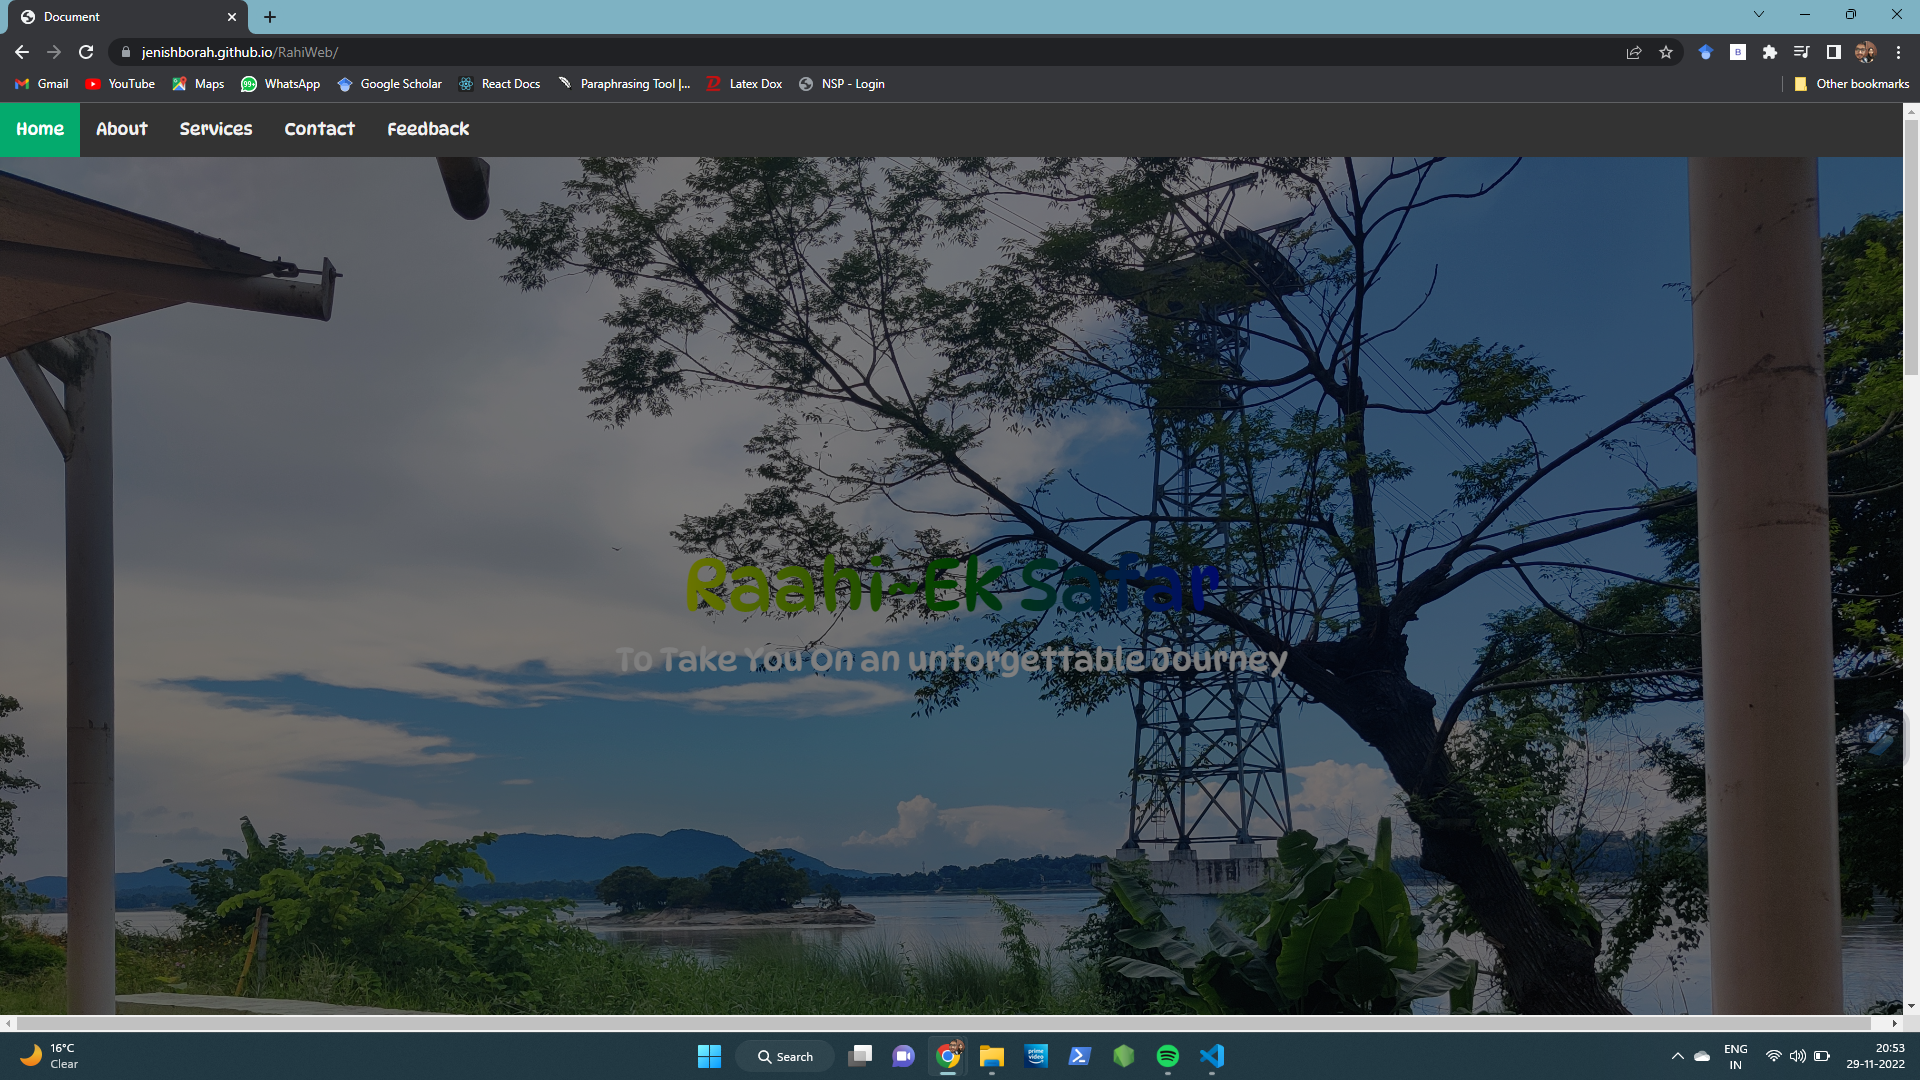 Document
jenishborah.github.io/RahiWeb/
Gmail YouTube Maps WhatsApp Google Scholar React Docs Paraphrasing Tool |... Latex Dox NSP - Login Other bookmarks
Home About Services Contact Feedback
Raahi~Ek Safar
To Take You On an unforgettable Journey
16°C
Clear
Search
prime video
ENG
IN
20:53
29-11-2022